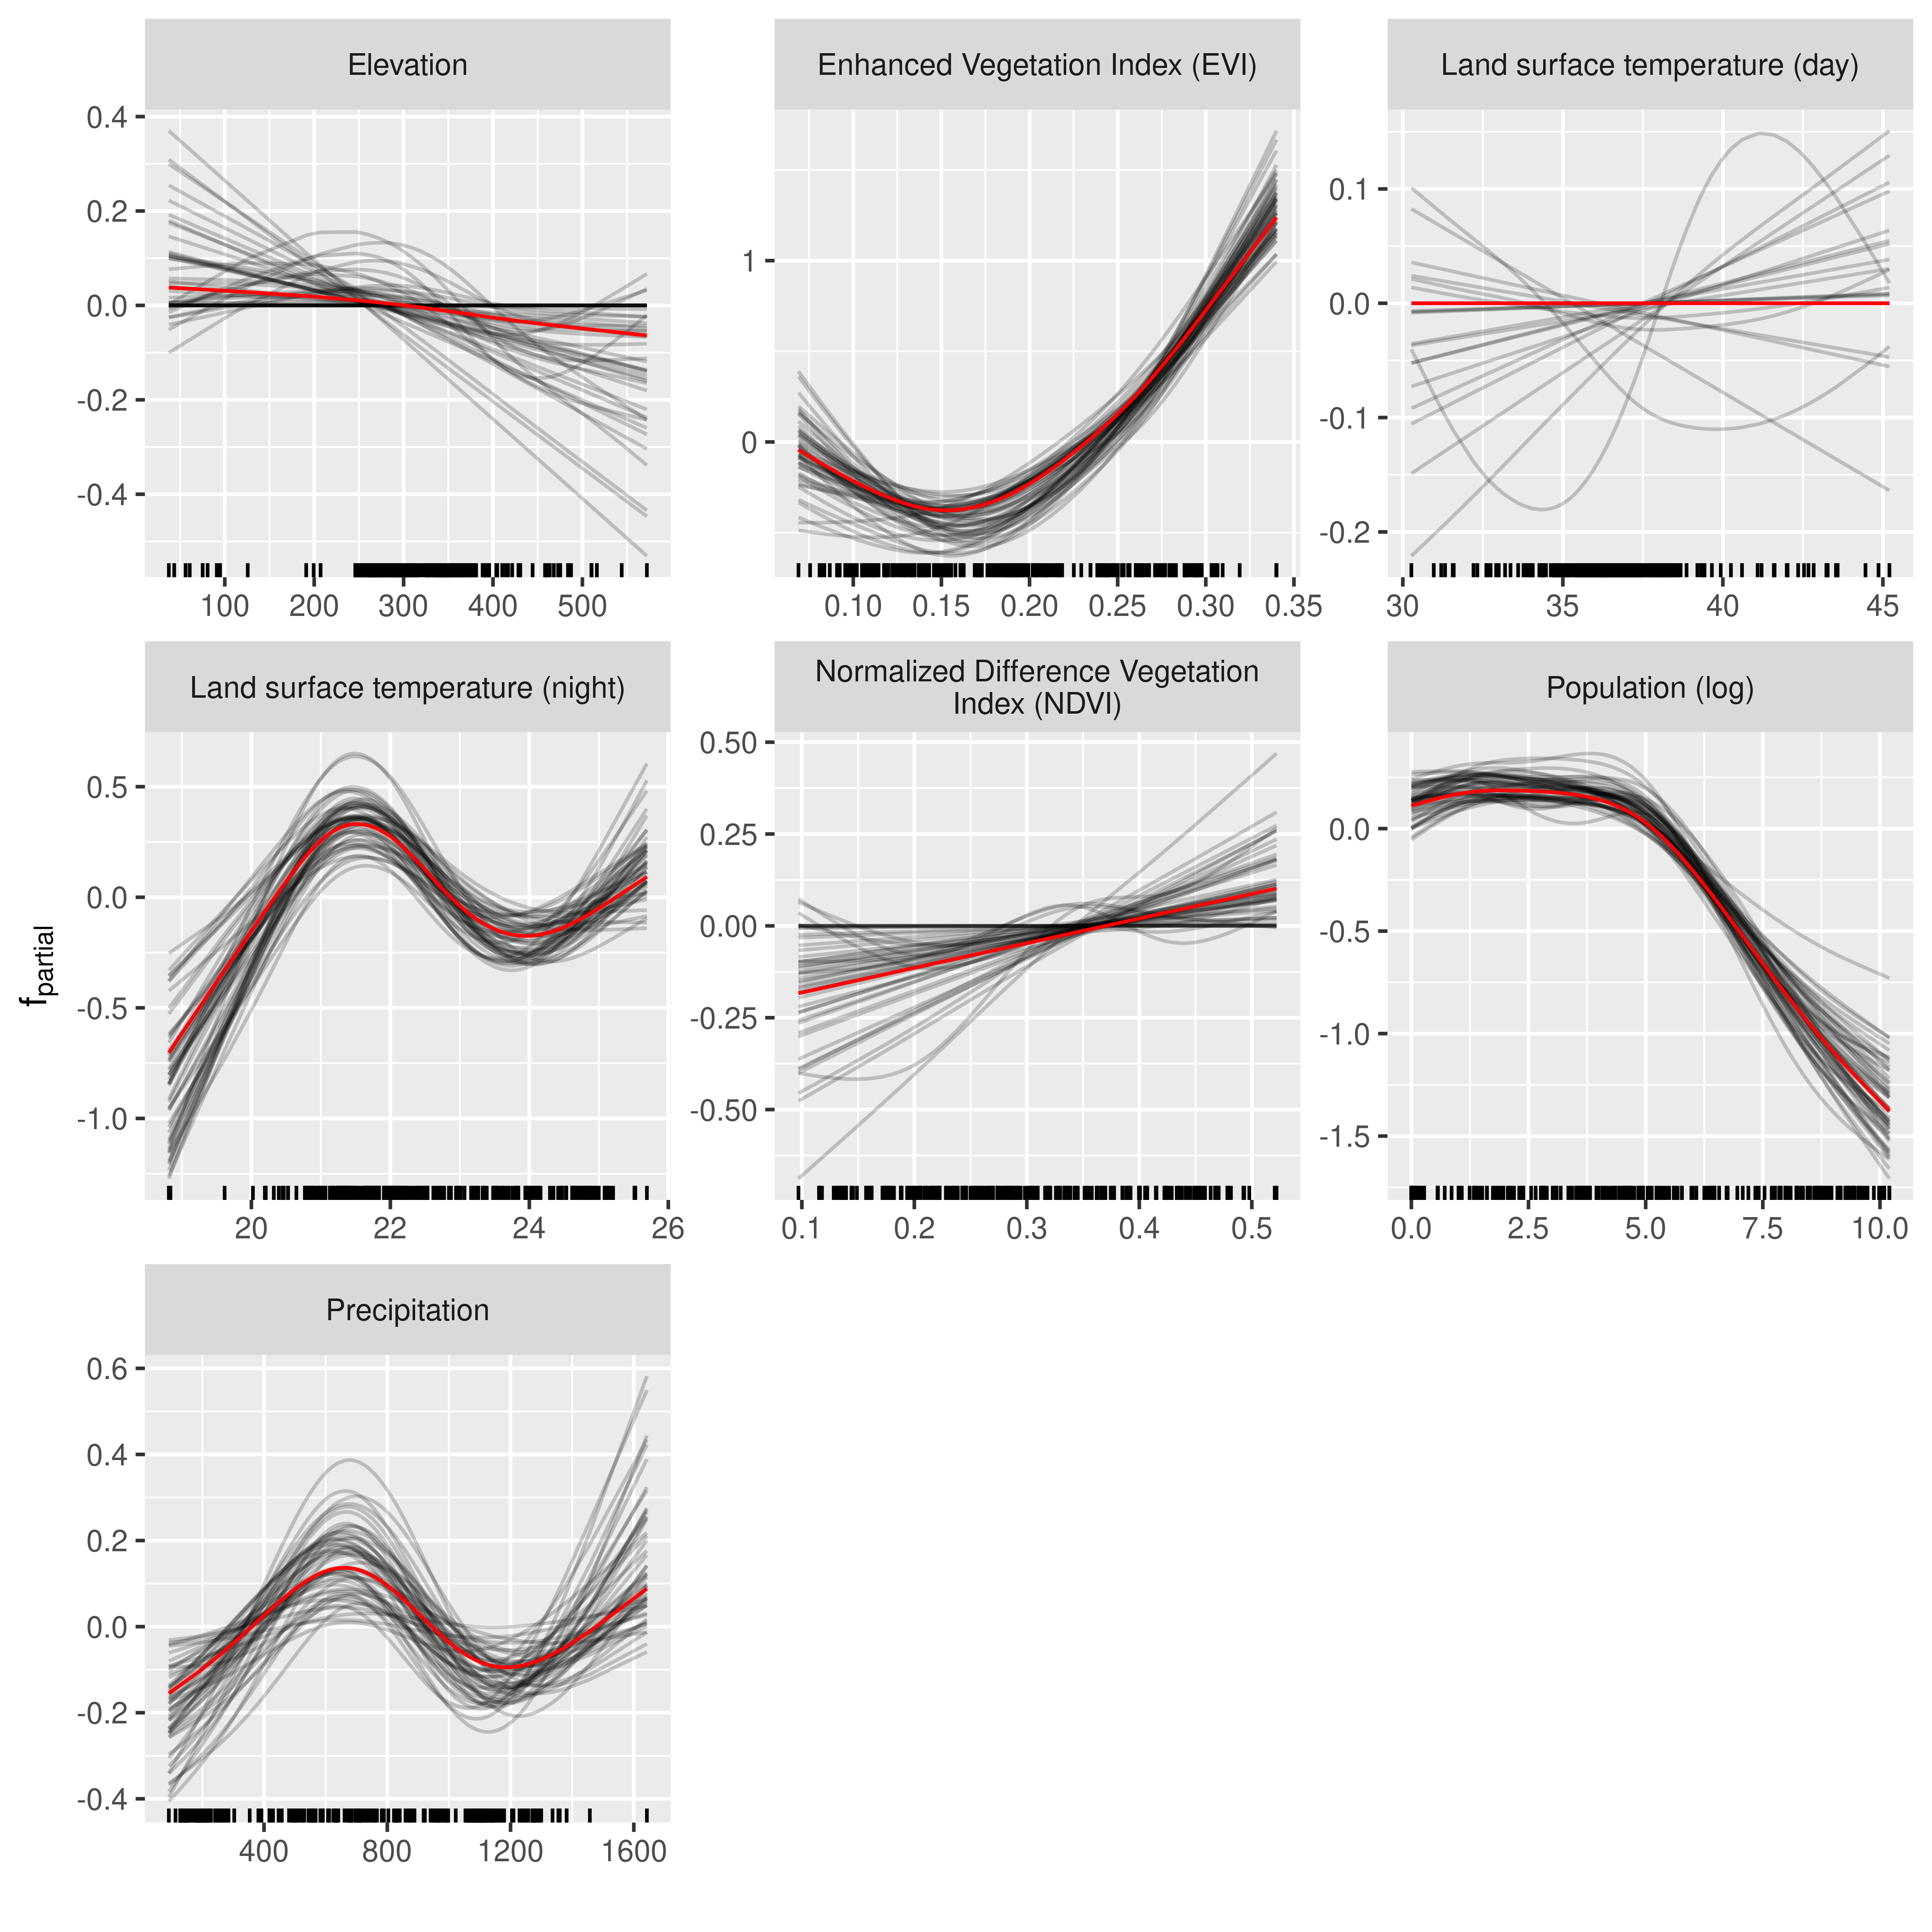 Elevation
0.4
0.2
0.0
-0.2
-0.4
100 200 300 400 500
Enhanced Vegetation Index (EVI)
1
0
0.10 0.15 0.20 0.25 0.30 0.35
Land surface temperature (day)
0.1
0.0
-0.1
-0.2
30 35 40 45
Land surface temperature (night)
0.5
0.0
-0.5
-1.0
20 22 24 26
Normalized Difference Vegetation
Index (NDVI)
0.50
0.25
0.00
-0.25
-0.50
0.1 0.2 0.3 0.4 0.5
Population (log)
0.0
-0.5
-1.0
-1.5
0.0 2.5 5.0 7.5 10.0
Precipitation
0.6
0.4
0.2
0.0
-0.2
-0.4
400 800 1200 1600
fpartial